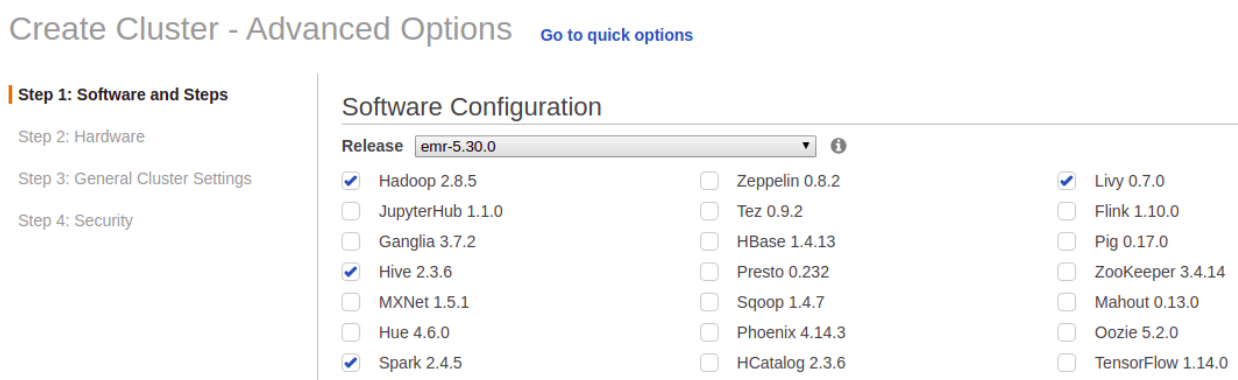 Create Cluster - Advanced Options Go to quick options
Step 1: Software and Steps
Step 2: Hardware
Step 3: General Cluster Settings
Step 4: Security
Software Configuration
Release emr-5.30.0
Hadoop 2.8.5 Zeppelin 0.8.2 Livy 0.7.0
JupyterHub 1.1.0 Tez 0.9.2 Flink 1.10.0
Ganglia 3.7.2 HBase 1.4.13 Pig 0.17.0
Hive 2.3.6 Presto 0.232 ZooKeeper 3.4.14
MXNet 1.5.1 Sqoop 1.4.7 Mahout 0.13.0
Hue 4.6.0 Phoenix 4.14.3 Oozie 5.2.0
Spark 2.4.5 HCatalog 2.3.6 TensorFlow 1.14.0